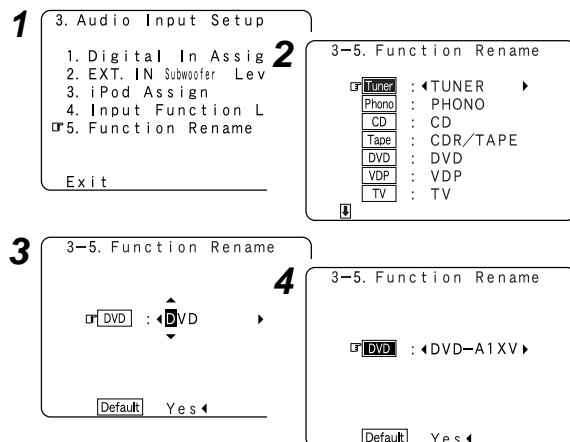 1
3. Audio Input Setup
1. Digital In Assig
2. EXT. IN Subwoofer Lev
3. iPod Assign
4. Input Function L
☞5. Function Rename
Exit
2
3-5. Function Rename
☞Tuner : ◀TUNER ▶
Phono : PHONO
CD : CD
Tape : CDR/TAPE
DVD : DVD
VDP : VDP
TV : TV
3
3-5. Function Rename
☞DVD : ◀DVD ▶
Default Yes◀
4
3-5. Function Rename
☞DVD : ◀DVD-A1XV▶
Default Yes◀